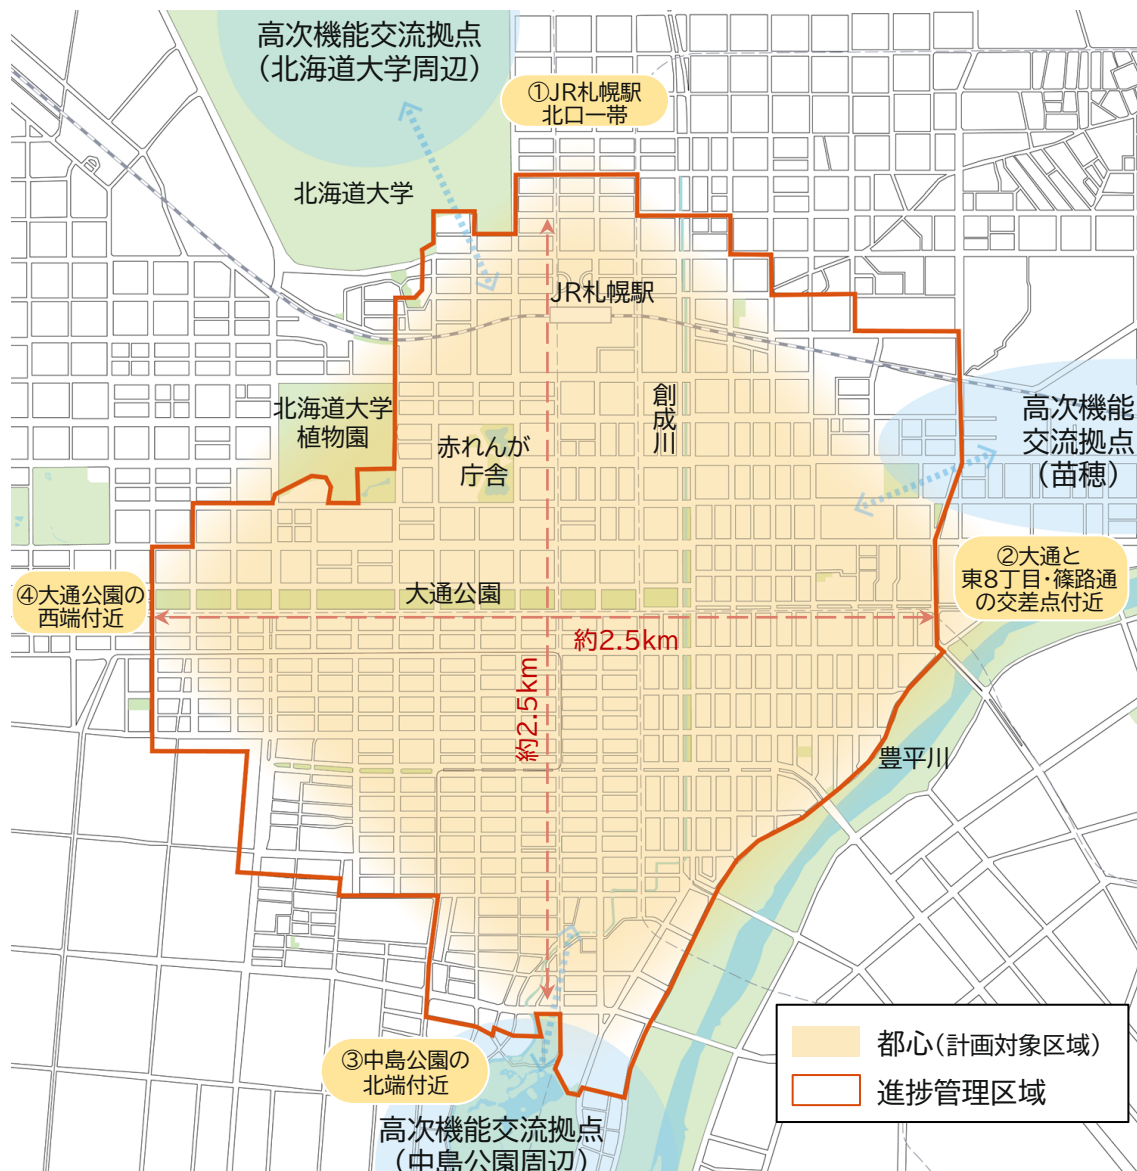 高次機能交流拠点
（北海道大学周辺）
①JR札幌駅
北口一帯
北海道大学
JR札幌駅
創成川
北海道大学
植物園
赤れんが
庁舎
高次機能
交流拠点
（苗穂）
②大通と
東8丁目・篠路通
の交差点付近
④大通公園の
西端付近
大通公園
約2.5km
約2.5km
豊平川
③中島公園の
北端付近
高次機能交流拠点
（中島公園周辺）
都心（計画対象区域）
進捗管理区域